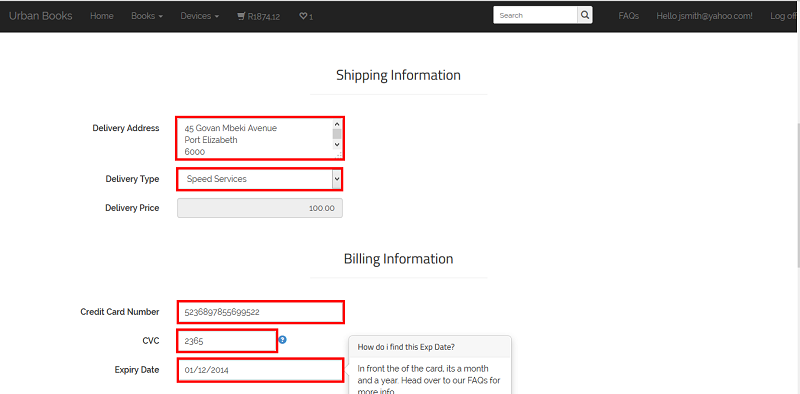 Urban Books Home Books Devices R1874,12 1 Search FAQs Hello jsmith@yahoo.com! Log off
Shipping Information
Delivery Address 45 Govan Mbeki Avenue
Port Elizabeth
6000
Delivery Type Speed Services
Delivery Price 100.00
Billing Information
Credit Card Number 5236897855699522
CVC 2365 ?
How do i find this Exp Date?
Expiry Date 01/12/2014
In front the of the card, its a month
and a year. Head over to our FAQs for
more info